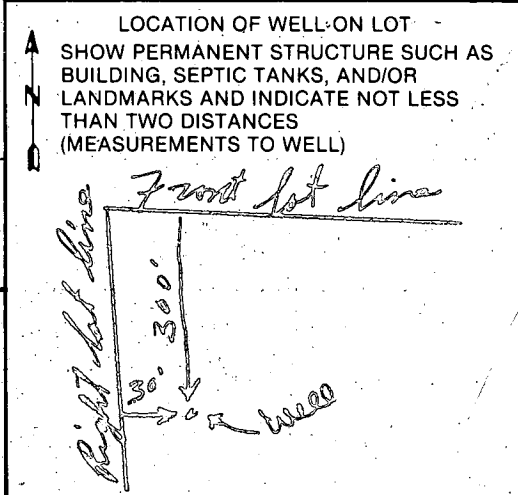 LOCATION OF WELL ON LOT
SHOW PERMANENT STRUCTURE SUCH AS
BUILDING, SEPTIC TANKS, AND/OR
LANDMARKS AND INDICATE NOT LESS
THAN TWO DISTANCES
(MEASUREMENTS TO WELL)
N
Front lot line
Right lot line
300'
30'
Well